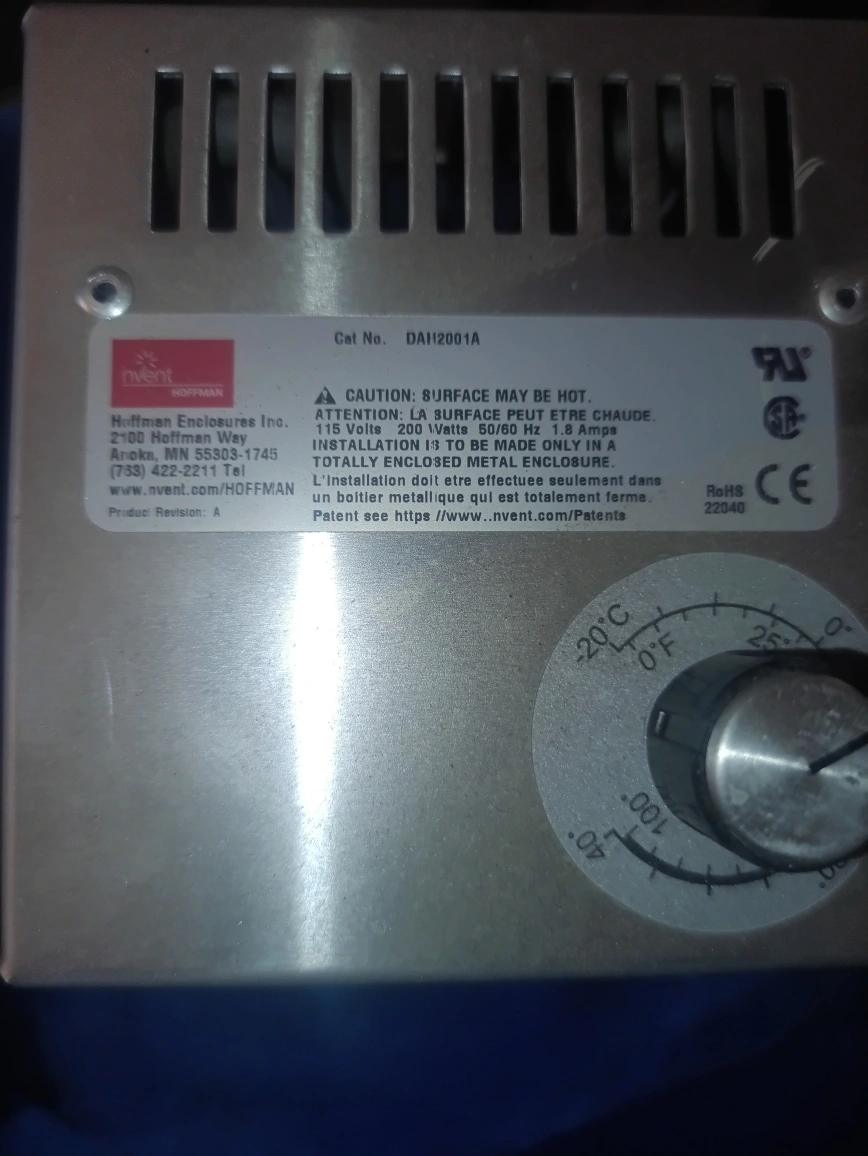 Cat No. DAH2001A
nvent
HOFFMAN
CAUTION: SURFACE MAY BE HOT.
ATTENTION: LA SURFACE PEUT ETRE CHAUDE.
115 Volts 200 Watts 50/60 Hz 1.8 Amps
INSTALLATION IS TO BE MADE ONLY IN A
TOTALLY ENCLOSED METAL ENCLOSURE.
L'Installation doit etre effectuee seulement dans
un boitier metallique qui est totalement ferme.
Patent see https //www..nvent.com/Patents
Hoffman Enclosures Inc.
2100 Hoffman Way
Anoka, MN 55303-1745
(763) 422-2211 Tel
www.nvent.com/HOFFMAN
Product Revision: A
RU
SA
CE
RoHS
22040
-20°C
0°
0°F
25°
100°
40°